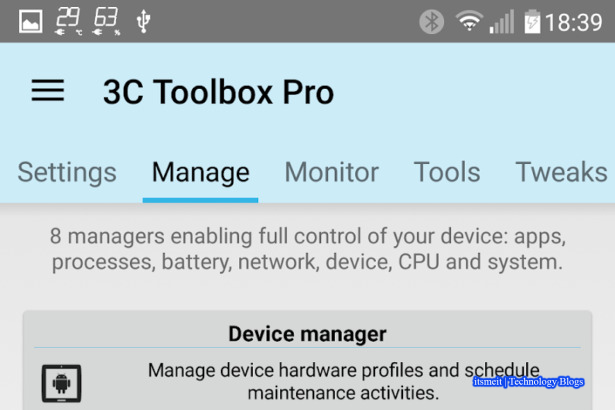 29 °C 63 % 18:39
3C Toolbox Pro
Settings Manage Monitor Tools Tweaks
8 managers enabling full control of your device: apps,
processes, battery, network, device, CPU and system.
Device manager
Manage device hardware profiles and schedule
maintenance activities.
itsmeit | Technology Blogs